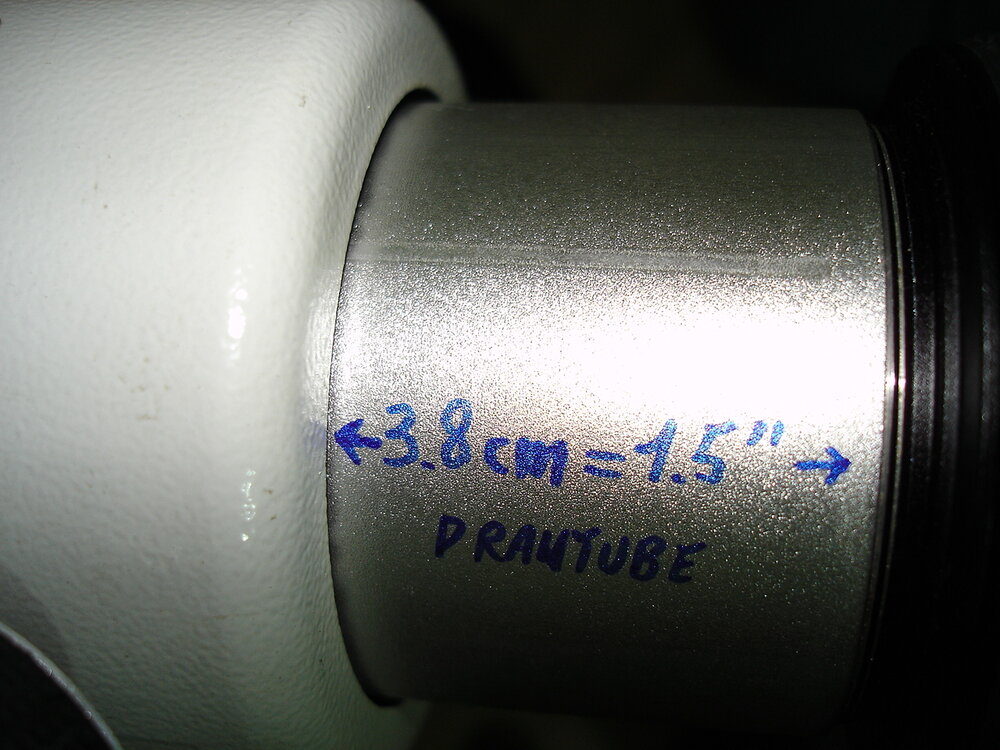 ←3.8cm=1.5" →
DRAWTUBE